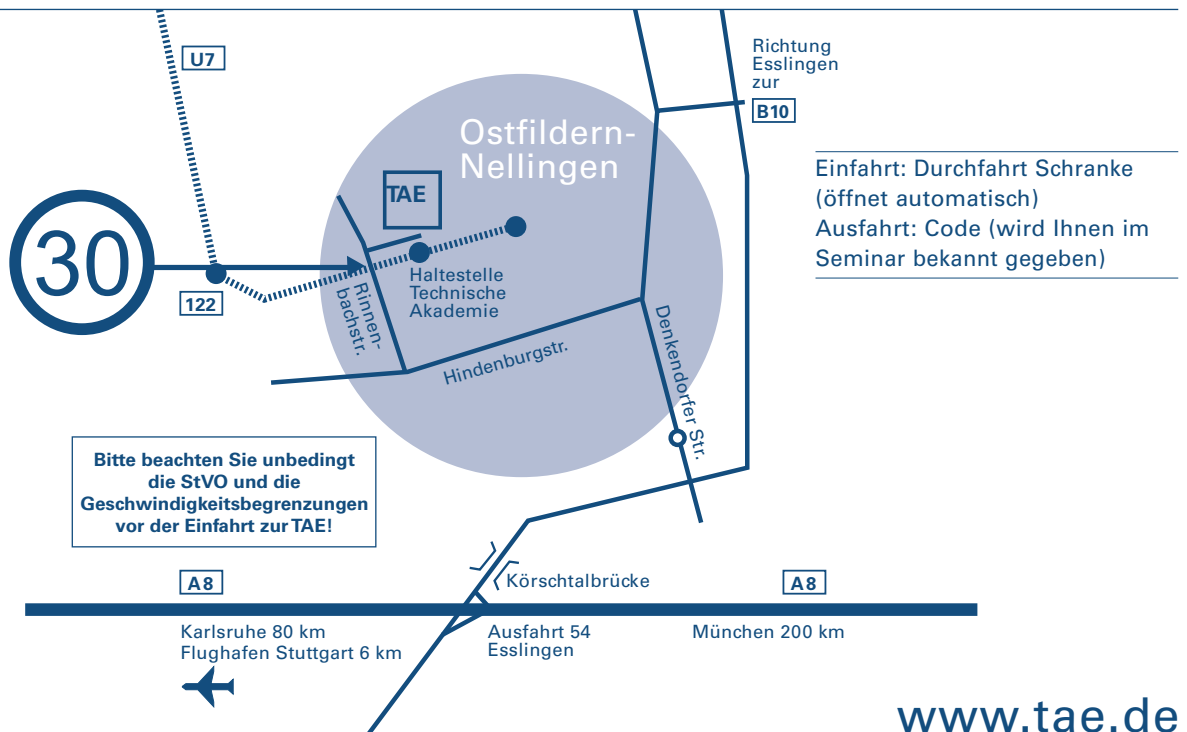 U7
Richtung
Esslingen
zur
B10
Ostfildern-
Nellingen
Einfahrt: Durchfahrt Schranke
(öffnet automatisch)
Ausfahrt: Code (wird Ihnen im
Seminar bekannt gegeben)
TAE
30
122
Haltestelle
Technische
Akademie
Rinnen-
bachstr.
Hindenburgstr.
Denkendorfer Str.
Bitte beachten Sie unbedingt
die StVO und die
Geschwindigkeitsbegrenzungen
vor der Einfahrt zur TAE!
A8
Körschtalbrücke
A8
Karlsruhe 80 km
Flughafen Stuttgart 6 km
Ausfahrt 54
Esslingen
München 200 km
www.tae.de